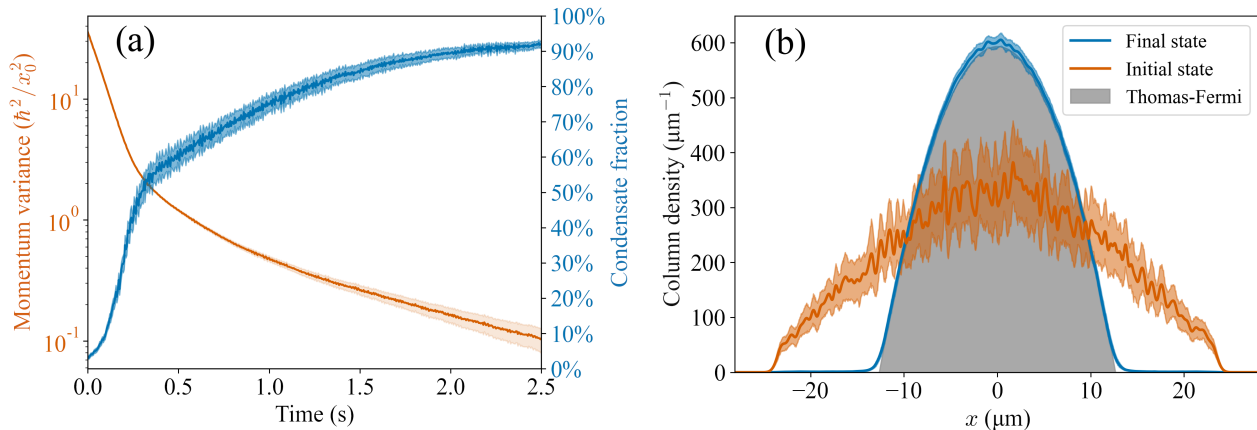 (a)
Momentum variance (ħ²/x₀²)
10¹
10⁰
10⁻¹
0.0 0.5 1.0 1.5 2.0 2.5
Time (s)
100%
90%
80%
70%
60%
50%
40%
30%
20%
10%
0%
Condensate fraction
(b)
Final state
Initial state
Thomas-Fermi
Column density (μm⁻¹)
600
500
400
300
200
100
0
−20 −10 0 10 20
x (μm)